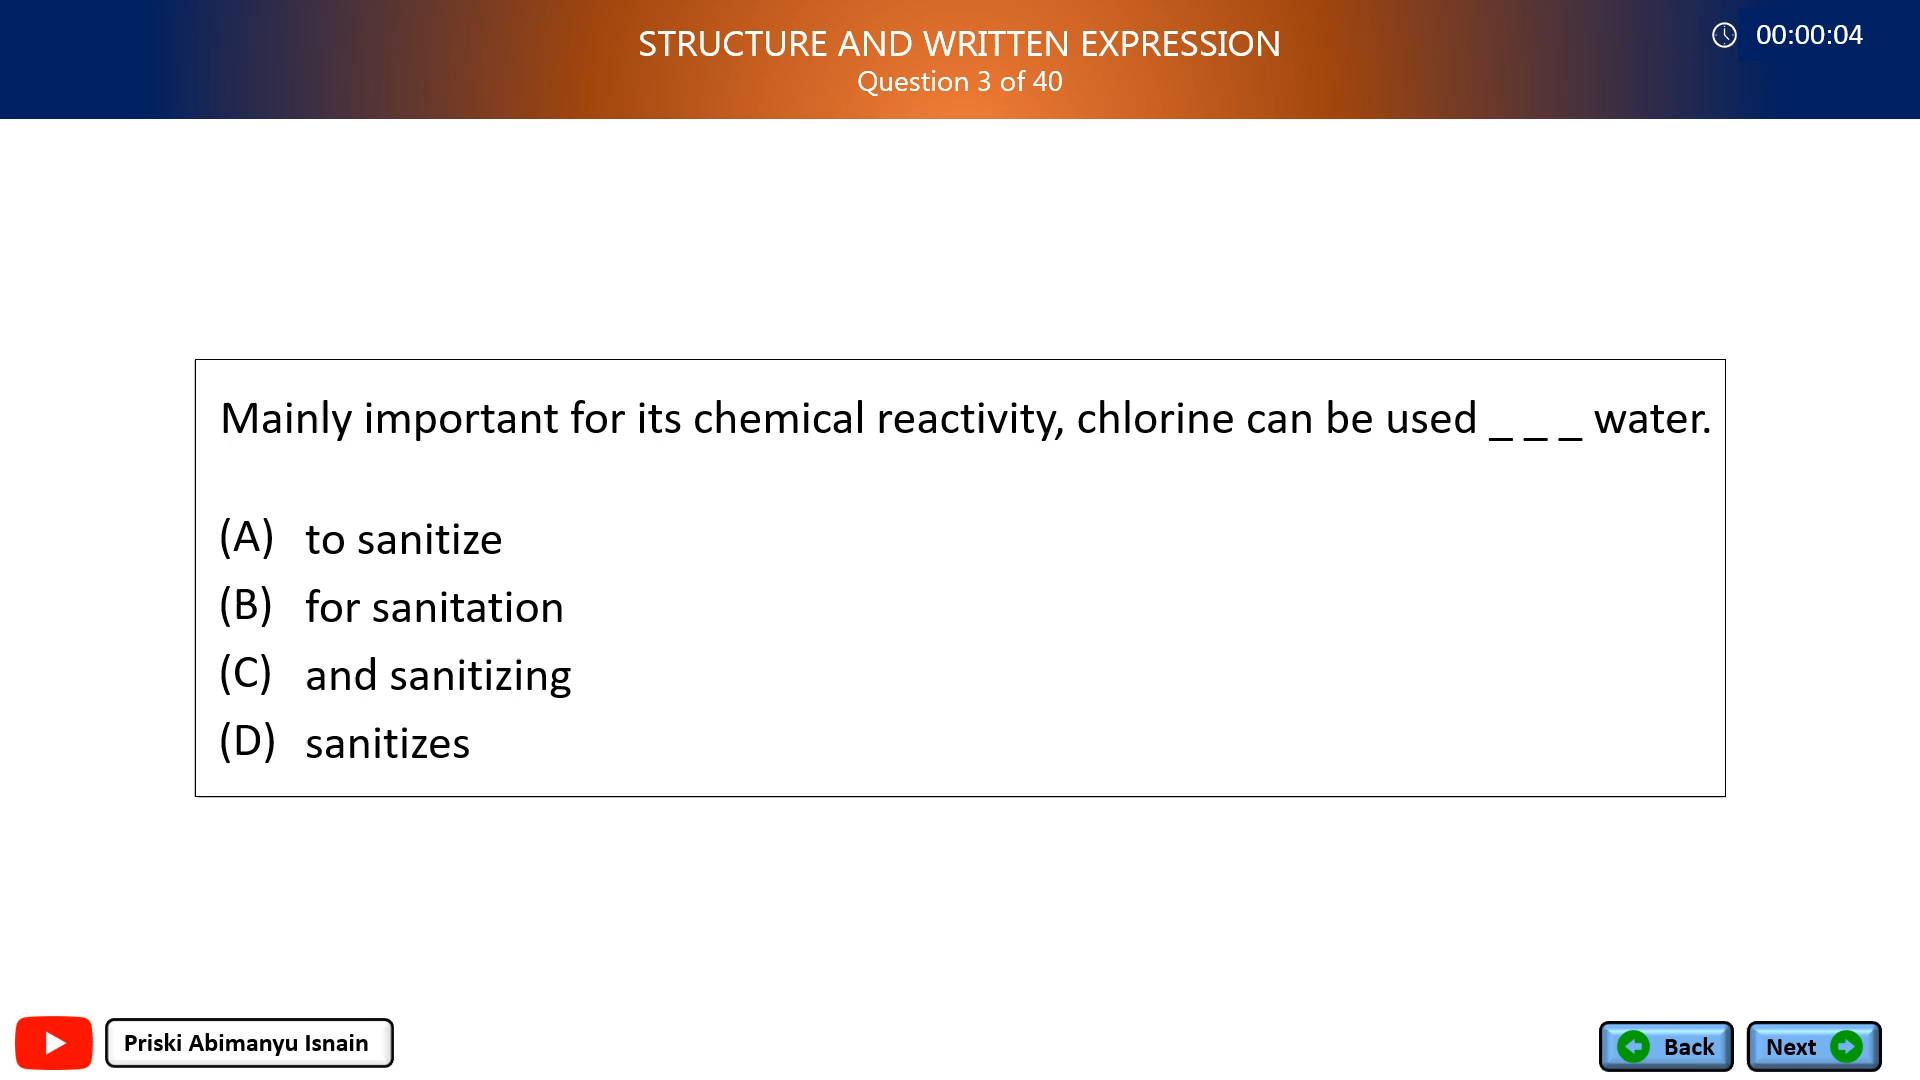 STRUCTURE AND WRITTEN EXPRESSION
Question 3 of 40
00:00:04
Mainly important for its chemical reactivity, chlorine can be used _ _ _ water.
(A) to sanitize
(B) for sanitation
(C) and sanitizing
(D) sanitizes
Priski Abimanyu Isnain
Back
Next